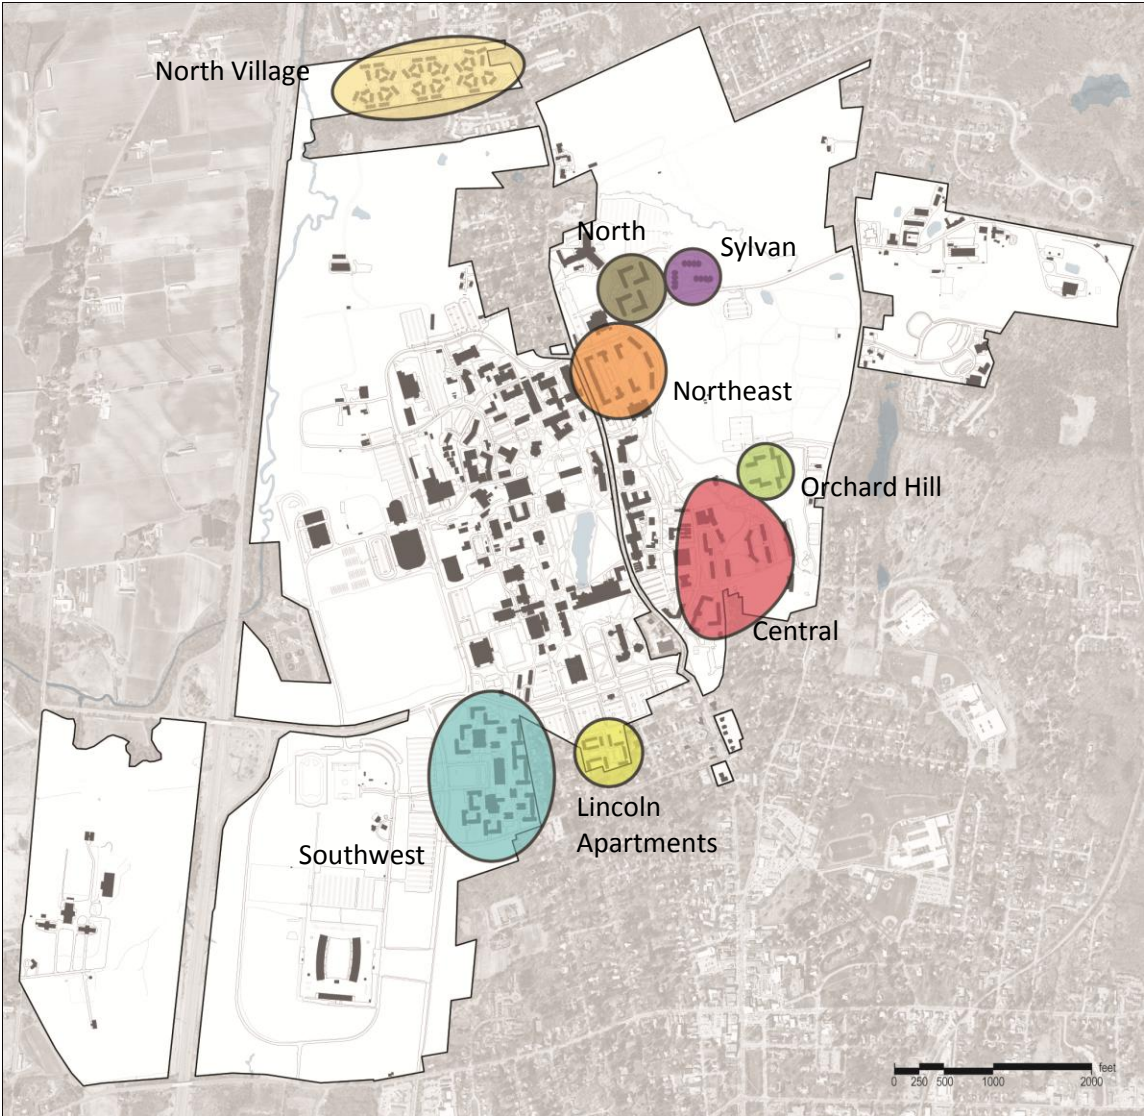 North Village
North
Sylvan
Northeast
Orchard Hill
Central
Lincoln
Apartments
Southwest
feet
0 250 500 1000 2000